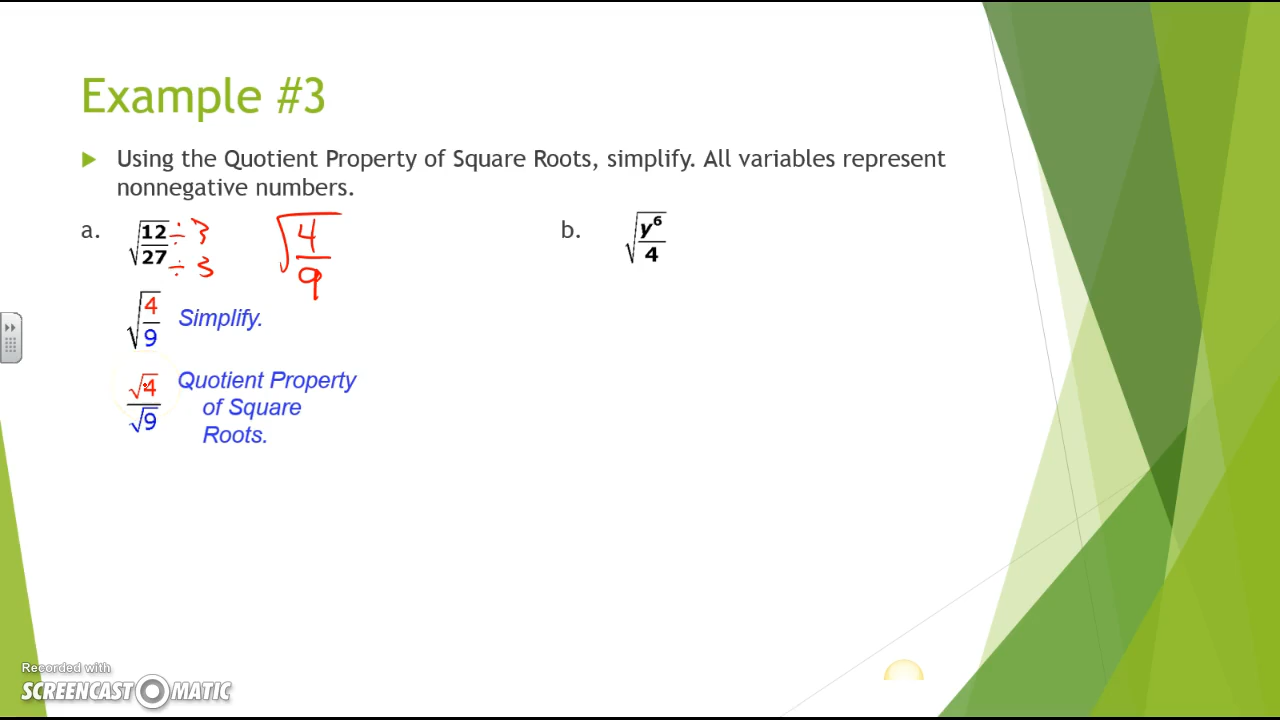 Example #3
Using the Quotient Property of Square Roots, simplify. All variables represent
nonnegative numbers.
a. √(12/27) ÷3 ÷3 √(4/9)
b. √(y⁶/4)
√(4/9) Simplify.
√4/√9 Quotient Property
of Square
Roots.
Recorded with
SCREENCAST-O-MATIC